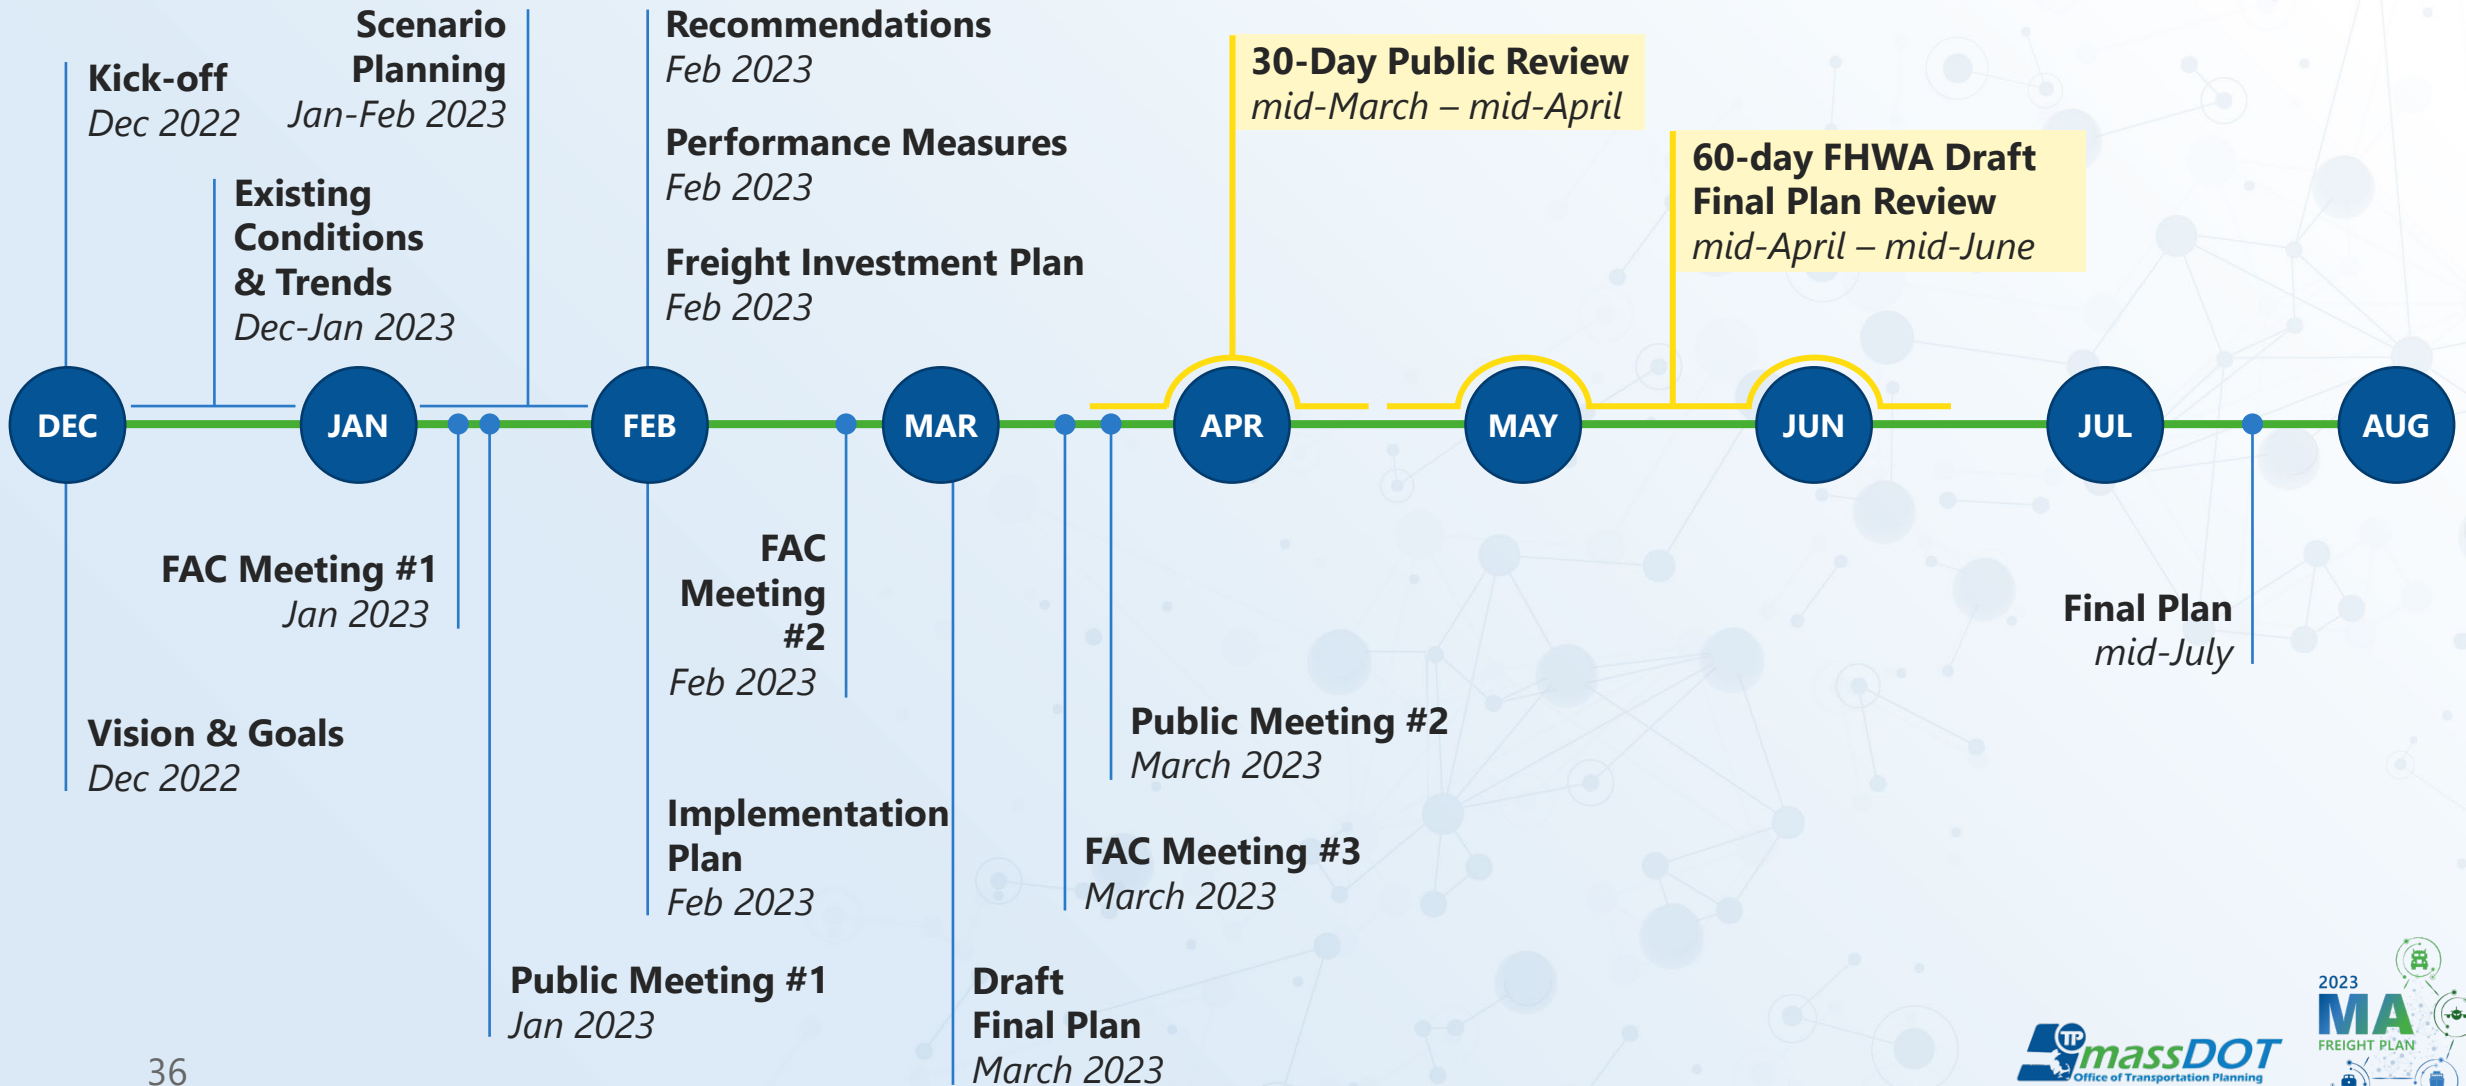 Scenario
Planning
Jan-Feb 2023
Recommendations
Feb 2023
Kick-off
Dec 2022
Performance Measures
Feb 2023
30-Day Public Review
mid-March – mid-April
60-day FHWA Draft
Final Plan Review
mid-April – mid-June
Existing
Conditions
& Trends
Dec-Jan 2023
Freight Investment Plan
Feb 2023
DEC
JAN
FEB
MAR
APR
MAY
JUN
JUL
AUG
FAC Meeting #1
Jan 2023
FAC
Meeting
#2
Feb 2023
Final Plan
mid-July
Vision & Goals
Dec 2022
Public Meeting #2
March 2023
Implementation
Plan
Feb 2023
FAC Meeting #3
March 2023
Public Meeting #1
Jan 2023
Draft
Final Plan
March 2023
36
TP
massDOT
Office of Transportation Planning
2023
MA
FREIGHT PLAN